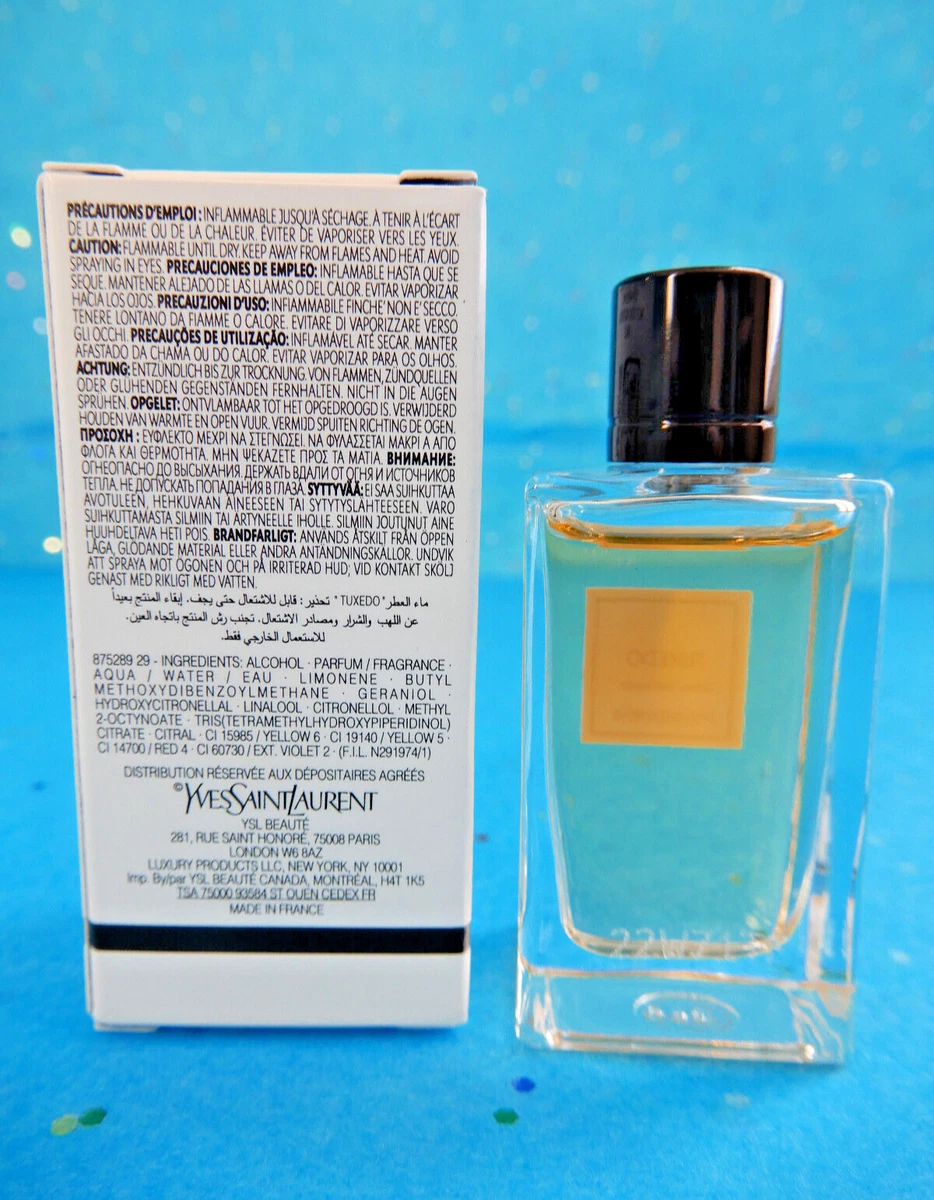 PRÉCAUTIONS D'EMPLOI : INFLAMMABLE JUSQU'À SÉCHAGE. À TENIR À L'ÉCART
DE LA FLAMME OU DE LA CHALEUR. ÉVITER DE VAPORISER VERS LES YEUX.
CAUTION: FLAMMABLE UNTIL DRY. KEEP AWAY FROM FLAMES AND HEAT. AVOID
SPRAYING IN EYES. PRECAUCIONES DE EMPLEO: INFLAMABLE HASTA QUE SE
SEQUE. MANTENER ALEJADO DE LAS LLAMAS O DEL CALOR. EVITAR VAPORIZAR
HACIA LOS OJOS. PRECAUZIONI D'USO: INFIAMMABILE FINCHE' NON E' SECCO.
TENERE LONTANO DA FIAMME O CALORE. EVITARE DI VAPORIZZARE VERSO
GLI OCCHI. PRECAUÇÕES DE UTILIZAÇÃO: INFLAMÁVEL ATÉ SECAR. MANTER
AFASTADO DA CHAMA OU DO CALOR. EVITAR VAPORIZAR PARA OS OLHOS.
ACHTUNG: ENTZÜNDLICH BIS ZUR TROCKNUNG. VON FLAMMEN, ZÜNDQUELLEN
ODER GLÜHENDEN GEGENSTÄNDEN FERNHALTEN. NICHT IN DIE AUGEN
SPRÜHEN. OPGELET: ONTVLAMBAAR TOT HET OPGEDROOGD IS. VERWIJDERD
HOUDEN VAN WARMTE EN OPEN VUUR. VERMIJD SPUITEN RICHTING DE OGEN.
ΠΡΟΣΟΧΗ : ΕΥΦΛΕΚΤΟ ΜΕΧΡΙ ΝΑ ΣΤΕΓΝΩΣΕΙ. ΝΑ ΦΥΛΑΣΣΕΤΑΙ ΜΑΚΡΙ ΑΠΟ
ΦΛΟΓΑ ΚΑΙ ΘΕΡΜΟΤΗΤΑ. ΜΗΝ ΨΕΚΑΖΕΤΕ ΠΡΟΣ ΤΑ ΜΑΤΙΑ. ВНИМАНИЕ:
ОГНЕОПАСНО ДО ВЫСЫХАНИЯ. ДЕРЖАТЬ ВДАЛИ ОТ ОГНЯ И ИСТОЧНИКОВ
ТЕПЛА. НЕ ДОПУСКАТЬ ПОПАДАНИЯ В ГЛАЗА. SYTTYVÄÄ: EI SAA SUIHKUTTAA
AVOTULEEN, HEHKUVAAN AINEESEEN TAI SYTYTYSLÄHTEESEEN. VARO
SUIHKUTTAMASTA SILMIIN TAI ÄRTYNEELLE IHOLLE. SILMIIN JOUTUNUT AINE
HUUHDELTAVA HETI POIS. BRANDFARLIGT: ANVÄNDS ÅTSKILT FRÅN ÖPPEN
LÅGA, GLÖDANDE MATERIAL ELLER ANDRA ANTÄNDNINGSKÄLLOR. UNDVIK
ATT SPRAYA MOT ÖGONEN OCH PÅ IRRITERAD HUD; VID KONTAKT SKÖLJ
GENAST MED RIKLIGT MED VATTEN.
ماء العطر "TUXEDO" تحذير : قابل للاشتعال حتى يجف. إبقاء المنتج بعيداً
عن اللهب والشرار ومصادر الاشتعال. تجنب رش المنتج باتجاه العين.
للاستعمال الخارجي فقط.
875289 29 - INGREDIENTS: ALCOHOL · PARFUM / FRAGRANCE ·
AQUA / WATER / EAU · LIMONENE · BUTYL
METHOXYDIBENZOYLMETHANE · GERANIOL ·
HYDROXYCITRONELLAL · LINALOOL · CITRONELLOL · METHYL
2-OCTYNOATE · TRIS(TETRAMETHYLHYDROXYPIPERIDINOL)
CITRATE · CITRAL · CI 15985 / YELLOW 6 · CI 19140 / YELLOW 5 ·
CI 14700 / RED 4 · CI 60730 / EXT. VIOLET 2 · (F.I.L. N291974/1)
DISTRIBUTION RÉSERVÉE AUX DÉPOSITAIRES AGRÉÉS
©YVESSAINTLAURENT
YSL BEAUTÉ
281, RUE SAINT HONORÉ, 75008 PARIS
LONDON W6 8AZ
LUXURY PRODUCTS LLC, NEW YORK, NY 10001
Imp. By/par YSL BEAUTÉ CANADA, MONTRÉAL, H4T 1K5
TSA 75000 93584 ST OUEN CEDEX FR
MADE IN FRANCE